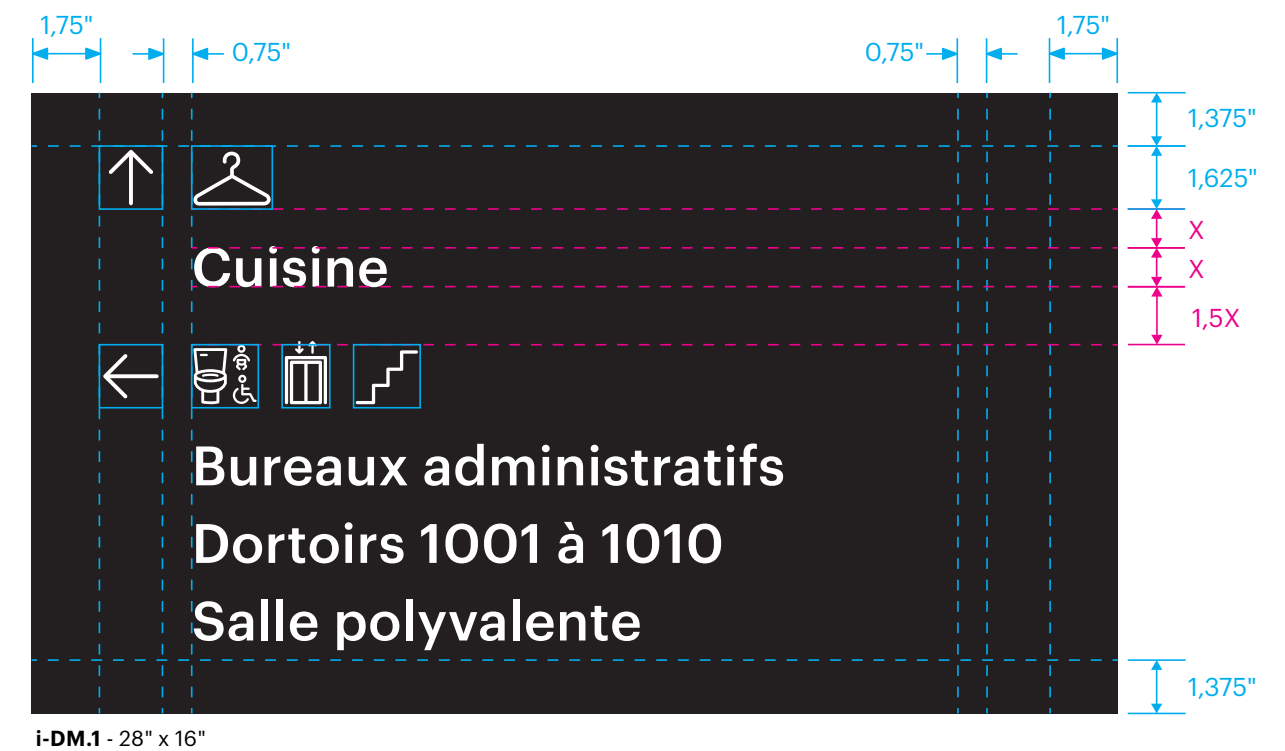 1,75" 1,75"
0,75" 0,75"
1,375"
1,625"
X
Cuisine
X
1,5X
Bureaux administratifs
Dortoirs 1001 à 1010
Salle polyvalente
1,375"
i-DM.1 - 28" x 16"